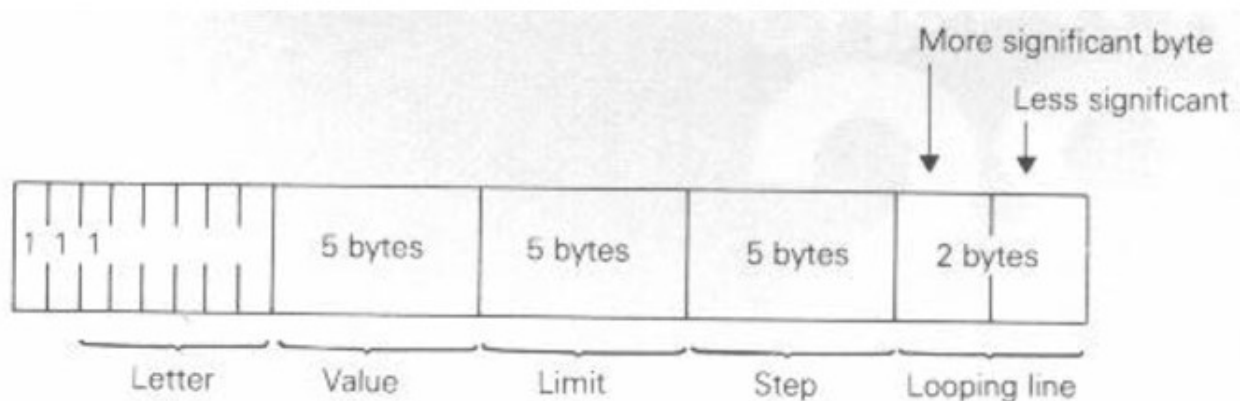 More significant byte
Less significant
1 1 1
5 bytes
5 bytes
5 bytes
2 bytes
Letter
Value
Limit
Step
Looping line